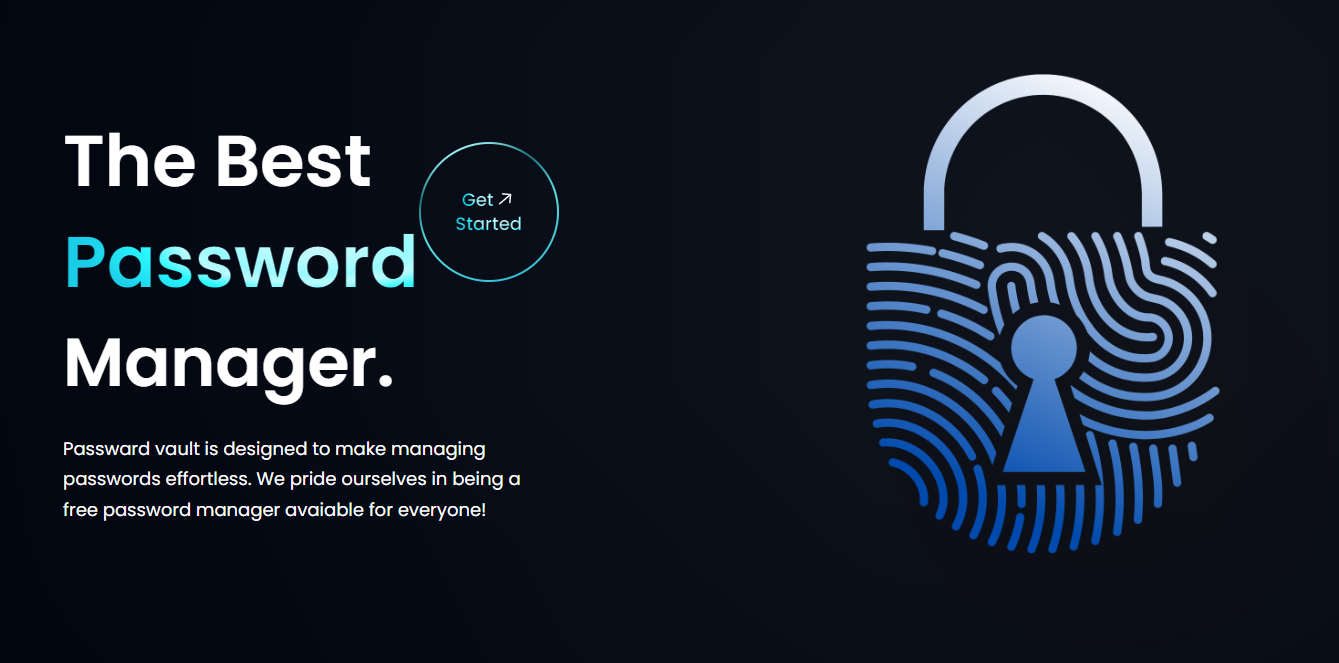 The Best
Get ↗
Started
Password
Manager.
Passward vault is designed to make managing
passwords effortless. We pride ourselves in being a
free password manager avaiable for everyone!